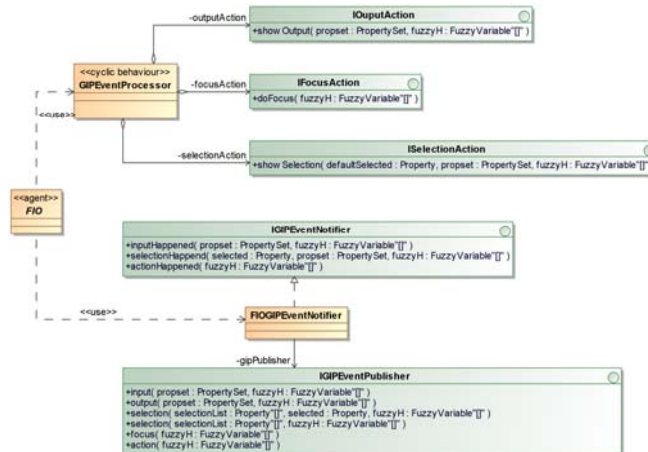 IOuputAction
-outputAction
+show Output( propset : PropertySet, fuzzyH : FuzzyVariable"[]" )
<<cyclic behaviour>>
GIPEventProcessor
IFocusAction
-focusAction
+doFocus( fuzzyH : FuzzyVariable"[]" )
<<use>>
ISelectionAction
-selectionAction
+show Selection( defaultSelected : Property, propset : PropertySet, fuzzyH : FuzzyVariable"[]"
<<agent>>
FIO
IGIPEventNotifier
+inputHappened( propset : PropertySet, fuzzyH : FuzzyVariable"[]" )
+selectionHappend( selected : Property, propset : PropertySet, fuzzyH : FuzzyVariable"[]" )
+actionHappened( fuzzyH : FuzzyVariable"[]" )
<<use>>
FIOGIPEventNotifier
-gipPublisher
IGIPEventPublisher
+input( propset : PropertySet, fuzzyH : FuzzyVariable"[]" )
+output( propset : PropertySet, fuzzyH : FuzzyVariable"[]" )
+selection( selectionList : Property"[]", selected : Property, fuzzyH : FuzzyVariable"[]" )
+selection( selectionList : Property"[]", fuzzyH : FuzzyVariable"[]" )
+focus( fuzzyH : FuzzyVariable"[]" )
+action( fuzzyH : FuzzyVariable"[]" )